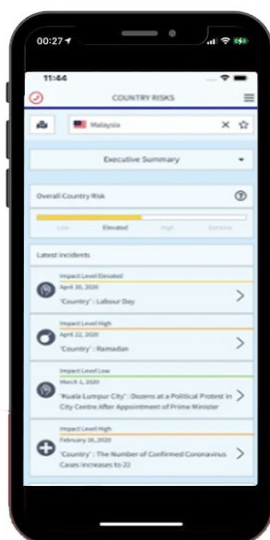 00:27
11:44
COUNTRY RISKS
Malaysia
Executive Summary
Overall Country Risk
Low Elevated High Extreme
Latest incidents
Impact Level Elevated
April 30, 2020
'Country' : Labour Day
Impact Level High
April 22, 2020
'Country' : Ramadan
Impact Level Low
March 1, 2020
'Kuala Lumpur City' : Dozens at a Political Protest in
City Centre After Appointment of Prime Minister
Impact Level High
February 26, 2020
'Country' : The Number of Confirmed Coronavirus
Cases Increases to 22